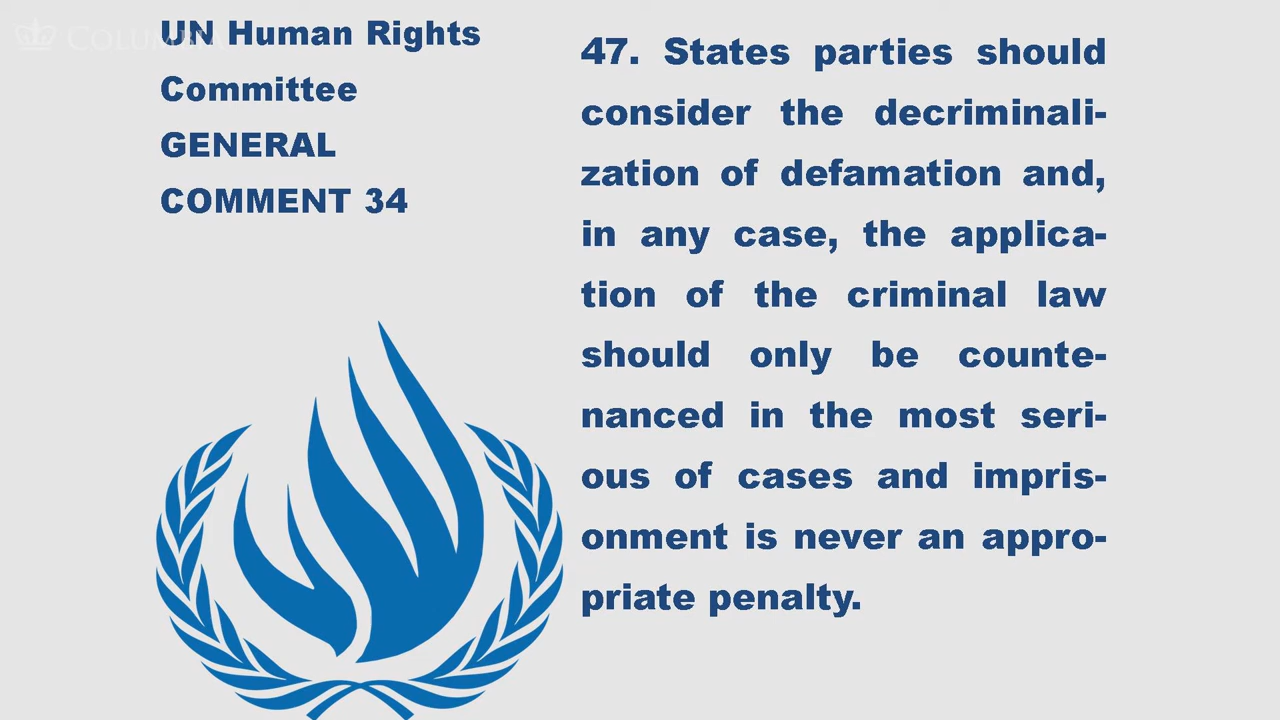 COLUMBIA
UN Human Rights
Committee
GENERAL
COMMENT 34
47. States parties should
consider the decriminali-
zation of defamation and,
in any case, the applica-
tion of the criminal law
should only be counte-
nanced in the most seri-
ous of cases and impris-
onment is never an appro-
priate penalty.